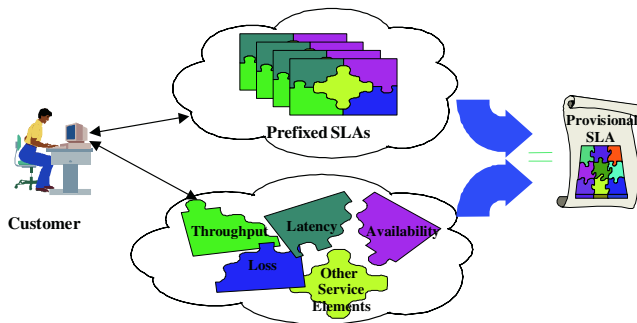 Prefixed SLAs
Provisional
SLA
Customer
Throughput
Latency
Availability
Loss
Other
Service
Elements